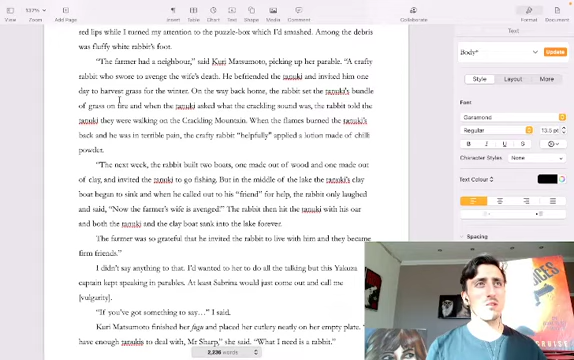 137%
View
Zoom
Add Page
Insert
Table
Chart
Text
Shape
Media
Comment
Collaborate
Format
Document
red lips while I turned my attention to the puzzle-box which I'd smashed. Among the debris
was fluffy white rabbit's foot.
"The farmer had a neighbour," said Kuri Matsumoto, picking up her parable. "A crafty
rabbit who swore to avenge the wife's death. He befriended the tanuki and invited him one
day to harvest grass for the winter. On the way back home, the rabbit set the tanuki's bundle
of grass on fire and when the tanuki asked what the crackling sound was, the rabbit told the
tanuki they were walking on the Crackling Mountain. When the flames burned the tanuki's
back and he was in terrible pain, the crafty rabbit "helpfully" applied a lotion made of chilli
powder.
"The next week, the rabbit built two boats, one made out of wood and one made out
of clay, and invited the tanuki to go fishing. But in the middle of the lake the tanuki's clay
boat began to sink and when he called out to his "friend" for help, the rabbit only laughed
and said, "Now the farmer's wife is avenged!" The rabbit then hit the tanuki with his oar
and both the tanuki and the clay boat sank into the lake forever.
The farmer was so grateful that he invited the rabbit to live with him and they became
firm friends."
I didn't say anything to that. I'd wanted to her to do all the talking but this Yakuza
captain kept speaking in parables. At least Sabrina would just come out and call me
[vulgarity].
"If you've got something to say…" I said.
Kuri Matsumoto finished her fugu and placed her cutlery neatly on her empty plate.
have enough tanukis to deal with, Mr Sharp," she said. "What I need is a rabbit."
2,236 words
Text
Body*
Update
Style
Layout
More
Font
Garamond
Regular
13.5 pt
B
I
U
S
Character Styles
None
Text Colour
Spacing